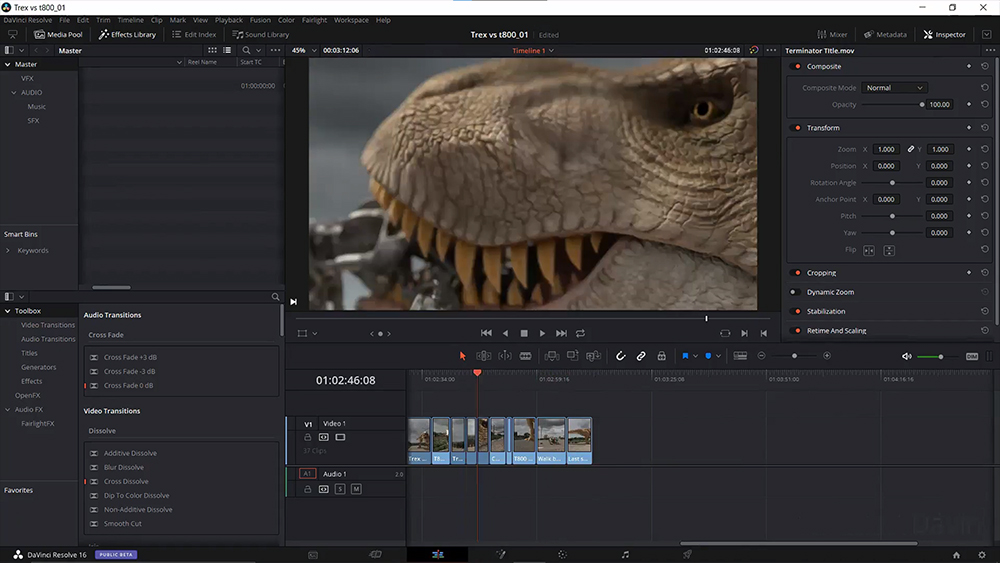 Trex vs t800_01
DaVinci Resolve File Edit Trim Timeline Clip Mark View Playback Fusion Color Fairlight Workspace Help
Media Pool Effects Library Edit Index Sound Library Trex vs t800_01 Edited Mixer Metadata Inspector
Master 45% 00:03:12:06 Timeline 1 01:02:46:08 Terminator Title.mov
Master
VFX
AUDIO
Music
SFX
Smart Bins
Keywords
Reel Name Start TC
01:00:00:00
Composite
Composite Mode Normal
Opacity 100.00
Transform
Zoom X 1.000 Y 1.000
Position X 0.000 Y 0.000
Rotation Angle 0.000
Anchor Point X 0.000 Y 0.000
Pitch 0.000
Yaw 0.000
Flip
Cropping
Dynamic Zoom
Stabilization
Retime And Scaling
Toolbox
Video Transitions
Audio Transitions
Titles
Generators
Effects
OpenFX
Audio FX
FairlightFX
Favorites
Audio Transitions
Cross Fade
Cross Fade +3 dB
Cross Fade -3 dB
Cross Fade 0 dB
Video Transitions
Dissolve
Additive Dissolve
Blur Dissolve
Cross Dissolve
Dip To Color Dissolve
Non-Additive Dissolve
Smooth Cut
DIM
01:02:46:08
01:02:34:00 01:02:59:16 01:03:25:08 01:03:51:00 01:04:16:16
V1 Video 1
37 Clips
Trex ... T8... Tr... C... T800 ... Walk b... Last s...
A1 Audio 1 2.0
S M
DaVinci Resolve 16 PUBLIC BETA